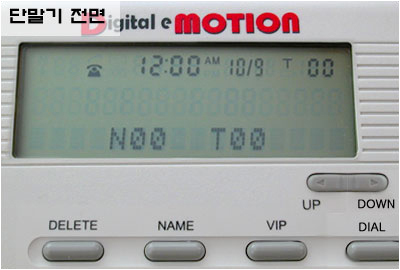 단말기 전면
Digital e MOTION
12:00 AM 10/9 T 00
N00 T00
UP DOWN
DELETE NAME VIP DIAL